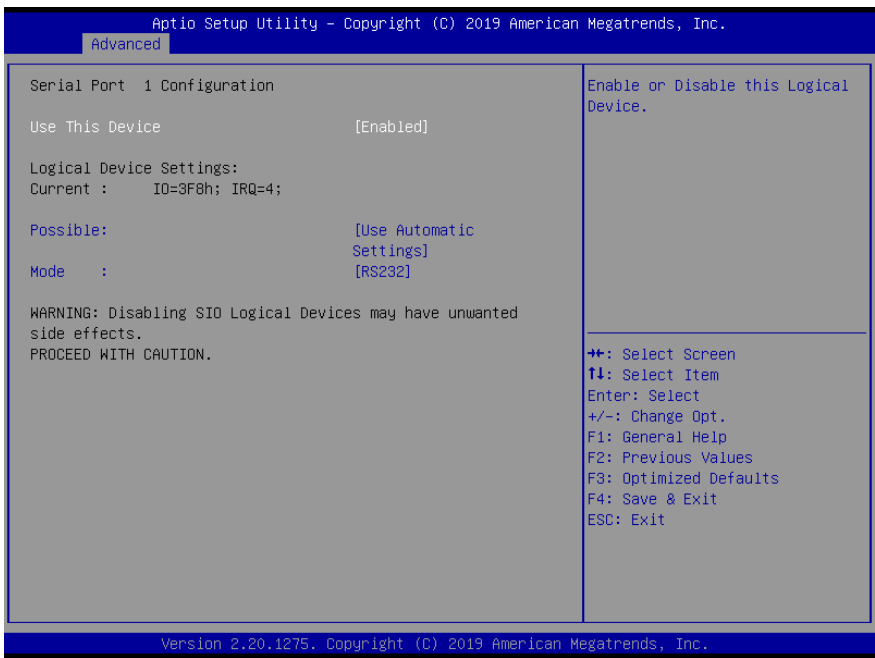 Aptio Setup Utility – Copyright (C) 2019 American Megatrends, Inc.
Advanced
Serial Port 1 Configuration
Use This Device [Enabled]
Logical Device Settings:
Current : IO=3F8h; IRQ=4;
Possible: [Use Automatic
Settings]
Mode : [RS232]
WARNING: Disabling SIO Logical Devices may have unwanted
side effects.
PROCEED WITH CAUTION.
Enable or Disable this Logical
Device.
→←: Select Screen
↑↓: Select Item
Enter: Select
+/-: Change Opt.
F1: General Help
F2: Previous Values
F3: Optimized Defaults
F4: Save & Exit
ESC: Exit
Version 2.20.1275. Copyright (C) 2019 American Megatrends, Inc.